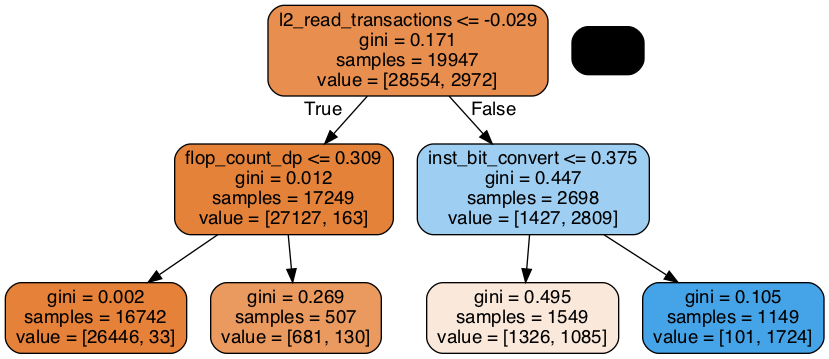 l2_read_transactions <= -0.029
gini = 0.171
samples = 19947
value = [28554, 2972]
True
False
flop_count_dp <= 0.309
gini = 0.012
samples = 17249
value = [27127, 163]
inst_bit_convert <= 0.375
gini = 0.447
samples = 2698
value = [1427, 2809]
gini = 0.002
samples = 16742
value = [26446, 33]
gini = 0.269
samples = 507
value = [681, 130]
gini = 0.495
samples = 1549
value = [1326, 1085]
gini = 0.105
samples = 1149
value = [101, 1724]